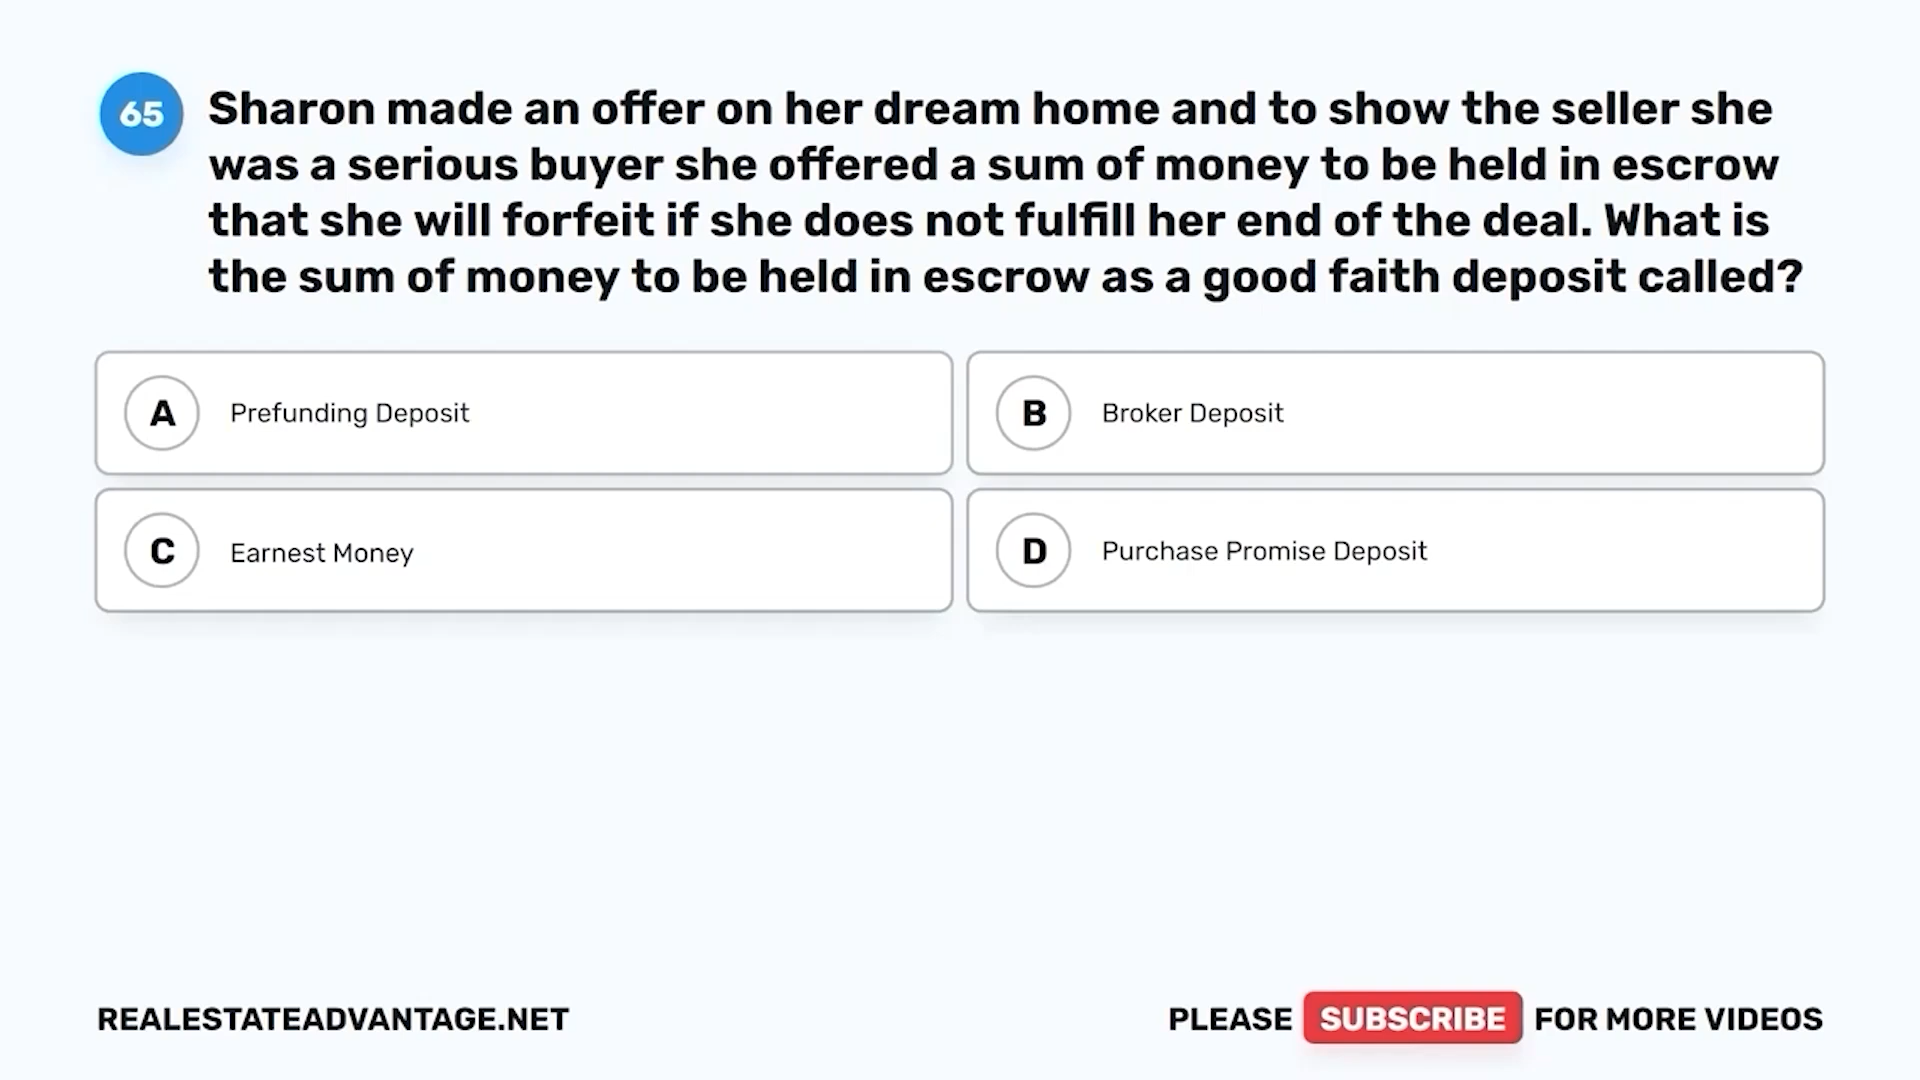 65
Sharon made an offer on her dream home and to show the seller she
was a serious buyer she offered a sum of money to be held in escrow
that she will forfeit if she does not fulfill her end of the deal. What is
the sum of money to be held in escrow as a good faith deposit called?
A Prefunding Deposit
B Broker Deposit
C Earnest Money
D Purchase Promise Deposit
REALESTATEADVANTAGE.NET
PLEASE SUBSCRIBE FOR MORE VIDEOS